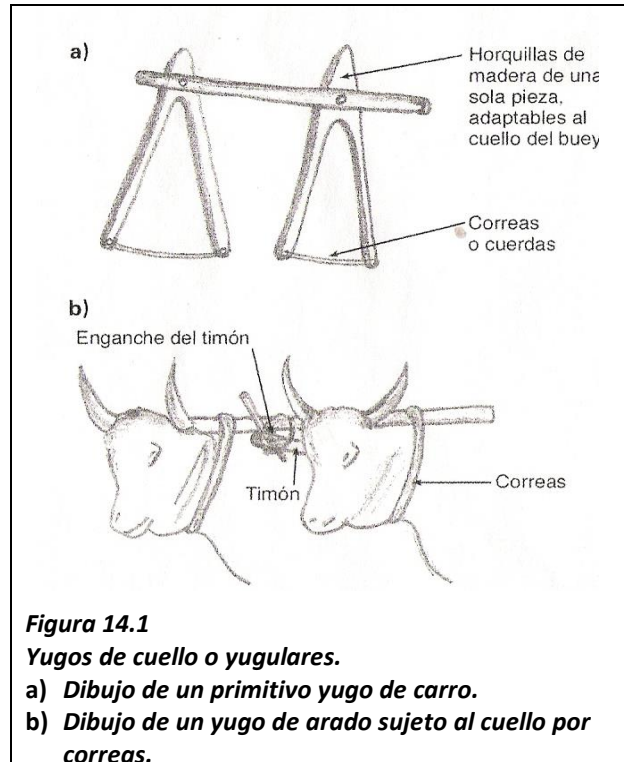 a)
Horquillas de
madera de una
sola pieza,
adaptables al
cuello del buey
Correas
o cuerdas
b)
Enganche del timón
Timón
Correas
Figura 14.1
Yugos de cuello o yugulares.
a) Dibujo de un primitivo yugo de carro.
b) Dibujo de un yugo de arado sujeto al cuello por
correas.